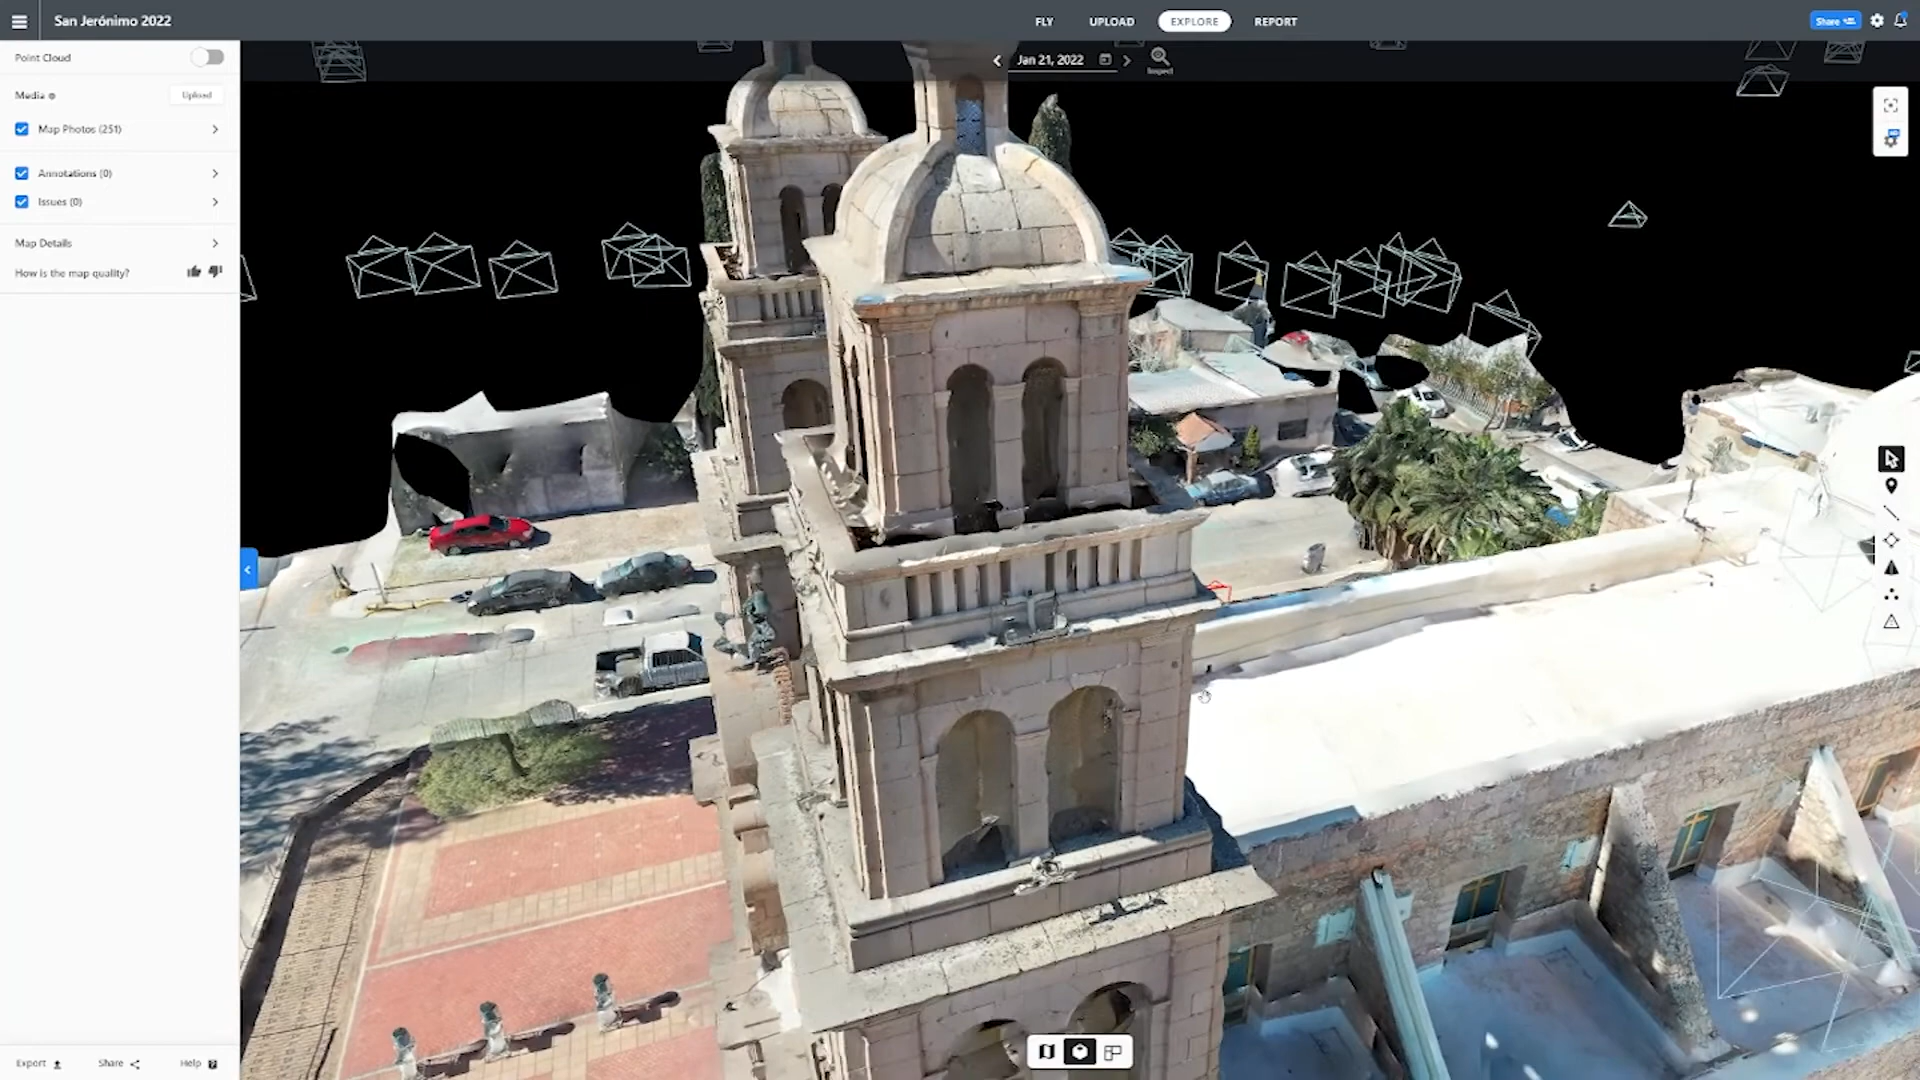 San Jerónimo 2022
FLY
UPLOAD
EXPLORE
REPORT
Share
Point Cloud
Jan 21, 2022
Inspect
Media
Upload
Map Photos (251)
Annotations (0)
Issues (0)
Map Details
How is the map quality?
Export
Share
Help